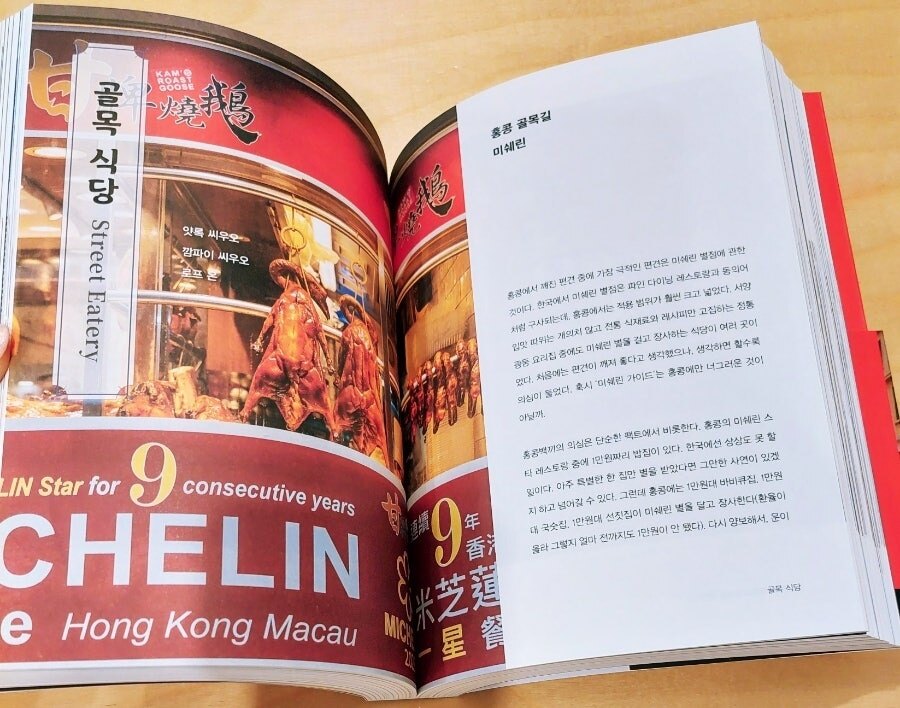 甘牌燒鵝
KAM'S
ROAST
GOOSE
골목 식당 Street Eatery
얏록 씨우오
깜파이 씨우오
로프 혼
LIN Star for 9 consecutive years
CHELIN
e Hong Kong Macau
鵝
9年
香港
米芝蓮
一星 餐
MICH
홍콩 골목길
미쉐린
홍콩에서 깨진 편견 중에 가장 극적인 편견은 미쉐린 별점에 관한
것이다. 한국에서 미쉐린 별점은 파인 다이닝 레스토랑과 동의어
처럼 구사되는데, 홍콩에서는 적용 범위가 훨씬 크고 넓었다. 서양
입맛 따위는 개의치 않고 전통 식재료와 레시피만 고집하는 정통
광둥 요리집 중에도 미쉐린 별을 걸고 장사하는 식당이 여러 곳이
었다. 처음에는 편견이 깨져 좋다고 생각했으나, 생각하면 할수록
의심이 들었다. 혹시 '미쉐린 가이드'는 홍콩에만 너그러운 것이
아닐까.
홍콩백끼의 의심은 단순한 팩트에서 비롯한다. 홍콩의 미쉐린 스
타 레스토랑 중에 1만원짜리 밥집이 있다. 한국에선 상상도 못 할
일이다. 아주 특별한 한 집만 별을 받았다면 그만한 사연이 있겠
지 하고 넘어갈 수 있다. 그런데 홍콩에는 1만원대 바비큐집, 1만원
대 국숫집, 1만원대 선짓집이 미쉐린 별을 달고 장사한다(환율이
올라 그렇지 얼마 전까지도 1만원이 안 됐다). 다시 양보해서, 운이
골목 식당